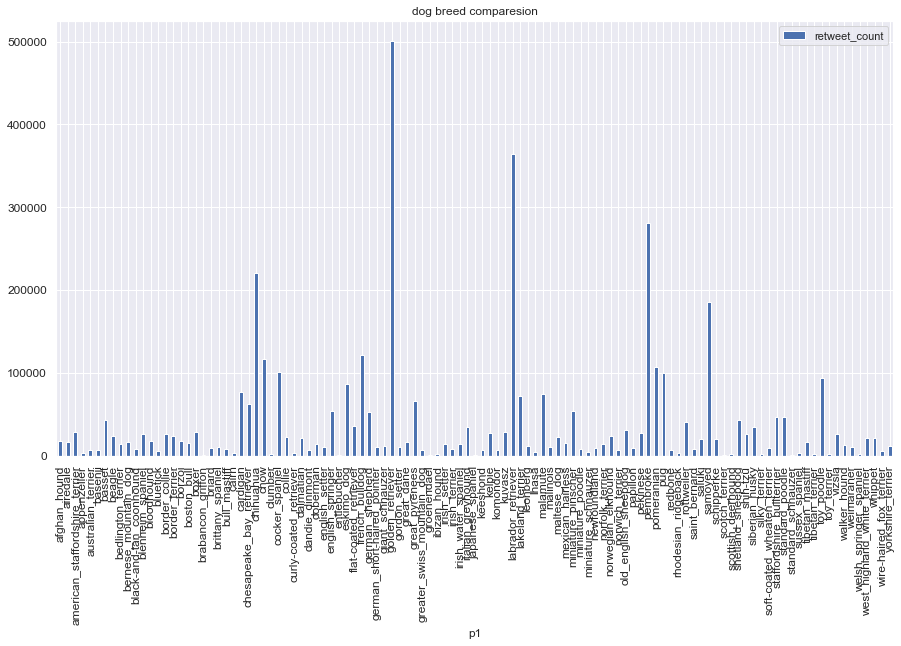 dog breed comparesion
retweet_count
500000
400000
300000
200000
100000
0
afghan_hound
airedale
american_staffordshire_terrier
appenzeller
australian_terrier
basenji
basset
beagle
bedlington_terrier
bernese_mountain_dog
black-and-tan_coonhound
blenheim_spaniel
bloodhound
bluetick
border_collie
border_terrier
borzoi
boston_bull
boxer
brabancon_griffon
briard
brittany_spaniel
bull_mastiff
cairn
cardigan
chesapeake_bay_retriever
chihuahua
chow
clumber
cocker_spaniel
collie
curly-coated_retriever
dalmatian
dandie_dinmont
doberman
english_setter
english_springer
entlebucher
eskimo_dog
flat-coated_retriever
french_bulldog
german_shepherd
german_short-haired_pointer
giant_schnauzer
golden_retriever
gordon_setter
great_dane
great_pyrenees
greater_swiss_mountain_dog
groenendael
ibizan_hound
irish_setter
irish_terrier
irish_water_spaniel
italian_greyhound
japanese_spaniel
keeshond
kelpie
komondor
kuvasz
labrador_retriever
lakeland_terrier
leonberg
lhasa
malamute
malinois
maltese_dog
mexican_hairless
miniature_pinscher
miniature_poodle
miniature_schnauzer
newfoundland
norfolk_terrier
norwegian_elkhound
norwich_terrier
old_english_sheepdog
papillon
pekinese
pembroke
pomeranian
pug
redbone
rhodesian_ridgeback
rottweiler
saint_bernard
saluki
samoyed
schipperke
scotch_terrier
scottish_deerhound
shetland_sheepdog
shih-tzu
siberian_husky
silky_terrier
soft-coated_wheaten_terrier
staffordshire_bullterrier
standard_poodle
standard_schnauzer
sussex_spaniel
tibetan_mastiff
tibetan_terrier
toy_poodle
toy_terrier
vizsla
walker_hound
weimaraner
welsh_springer_spaniel
west_highland_white_terrier
whippet
wire-haired_fox_terrier
yorkshire_terrier
p1